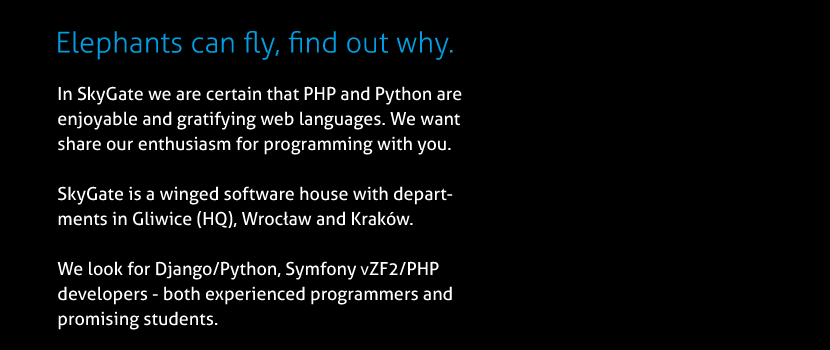 Elephants can fly, find out why.
In SkyGate we are certain that PHP and Python are
enjoyable and gratifying web languages. We want
share our enthusiasm for programming with you.
SkyGate is a winged software house with depart-
ments in Gliwice (HQ), Wrocław and Kraków.
We look for Django/Python, Symfony vZF2/PHP
developers - both experienced programmers and
promising students.